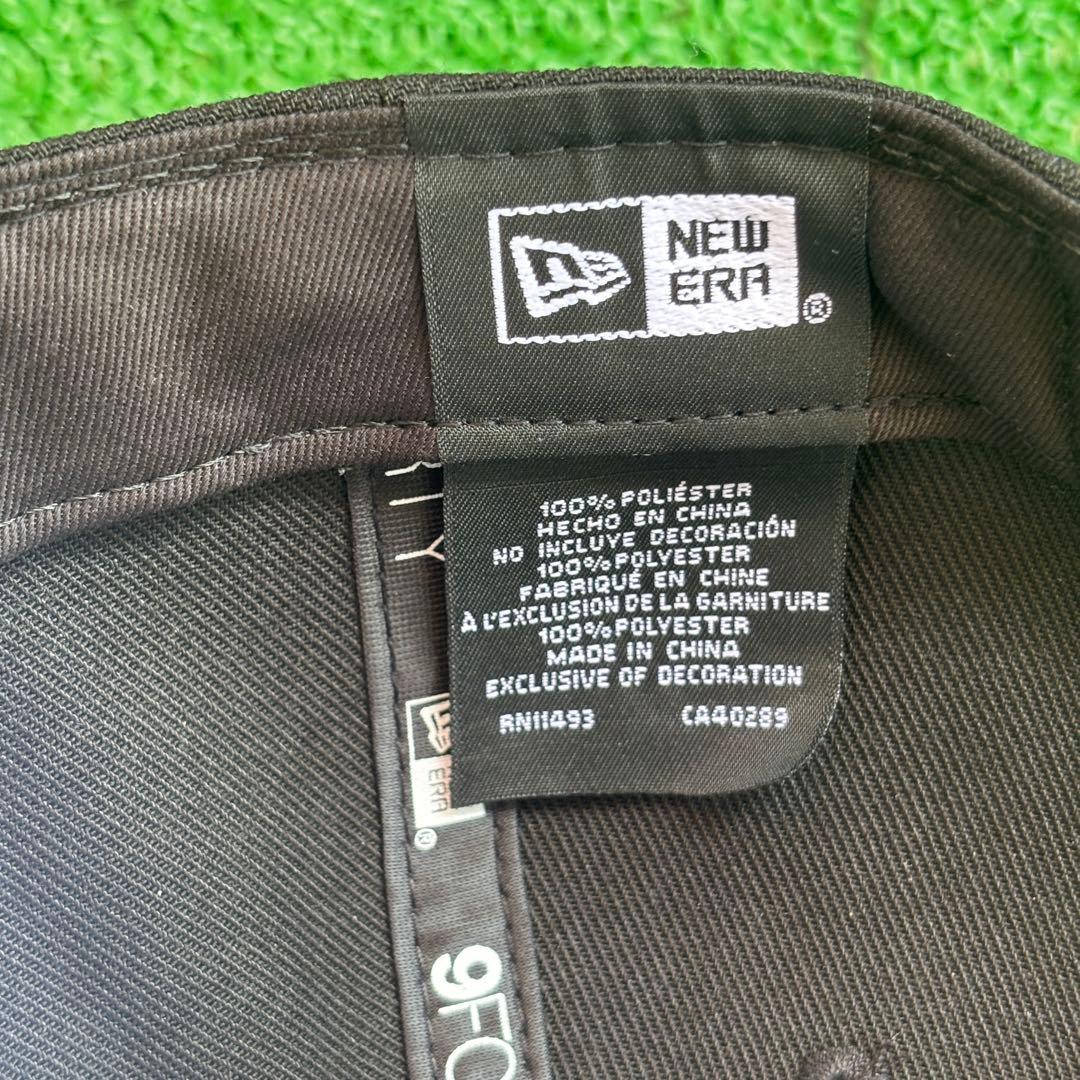 NEW
ERA
®
100% POLIÉSTER
HECHO EN CHINA
NO INCLUYE DECORACIÓN
100% POLYESTER
FABRIQUÉ EN CHINE
À L'EXCLUSION DE LA GARNITURE
100% POLYESTER
MADE IN CHINA
EXCLUSIVE OF DECORATION
RN11493 CA40289
ERA
®
9FO